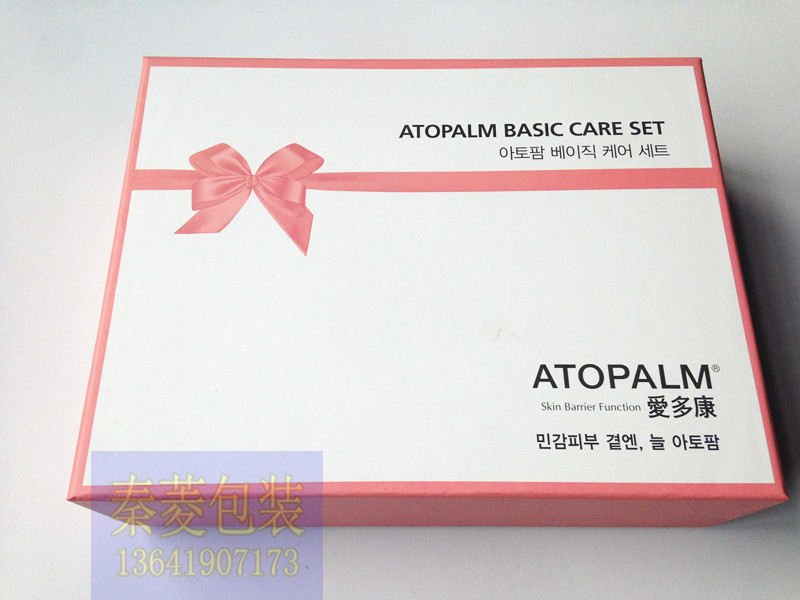 ATOPALM BASIC CARE SET
아토팜 베이직 케어 세트
ATOPALM®
Skin Barrier Function 愛多康
민감피부 곁엔, 늘 아토팜
秦菱包装
13641907173